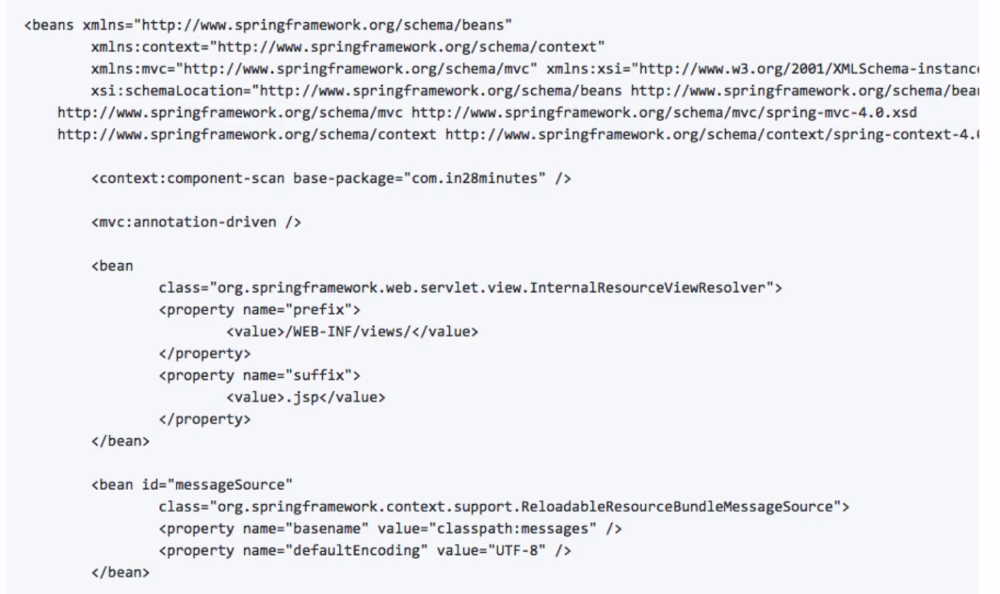 <beans xmlns="http://www.springframework.org/schema/beans"
xmlns:context="http://www.springframework.org/schema/context"
xmlns:mvc="http://www.springframework.org/schema/mvc" xmlns:xsi="http://www.w3.org/2001/XMLSchema-instance
xsi:schemaLocation="http://www.springframework.org/schema/beans http://www.springframework.org/schema/bea
http://www.springframework.org/schema/mvc http://www.springframework.org/schema/mvc/spring-mvc-4.0.xsd
http://www.springframework.org/schema/context http://www.springframework.org/schema/context/spring-context-4.0
<context:component-scan base-package="com.in28minutes" />
<mvc:annotation-driven />
<bean
class="org.springframework.web.servlet.view.InternalResourceViewResolver">
<property name="prefix">
<value>/WEB-INF/views/</value>
</property>
<property name="suffix">
<value>.jsp</value>
</property>
</bean>
<bean id="messageSource"
class="org.springframework.context.support.ReloadableResourceBundleMessageSource">
<property name="basename" value="classpath:messages" />
<property name="defaultEncoding" value="UTF-8" />
</bean>